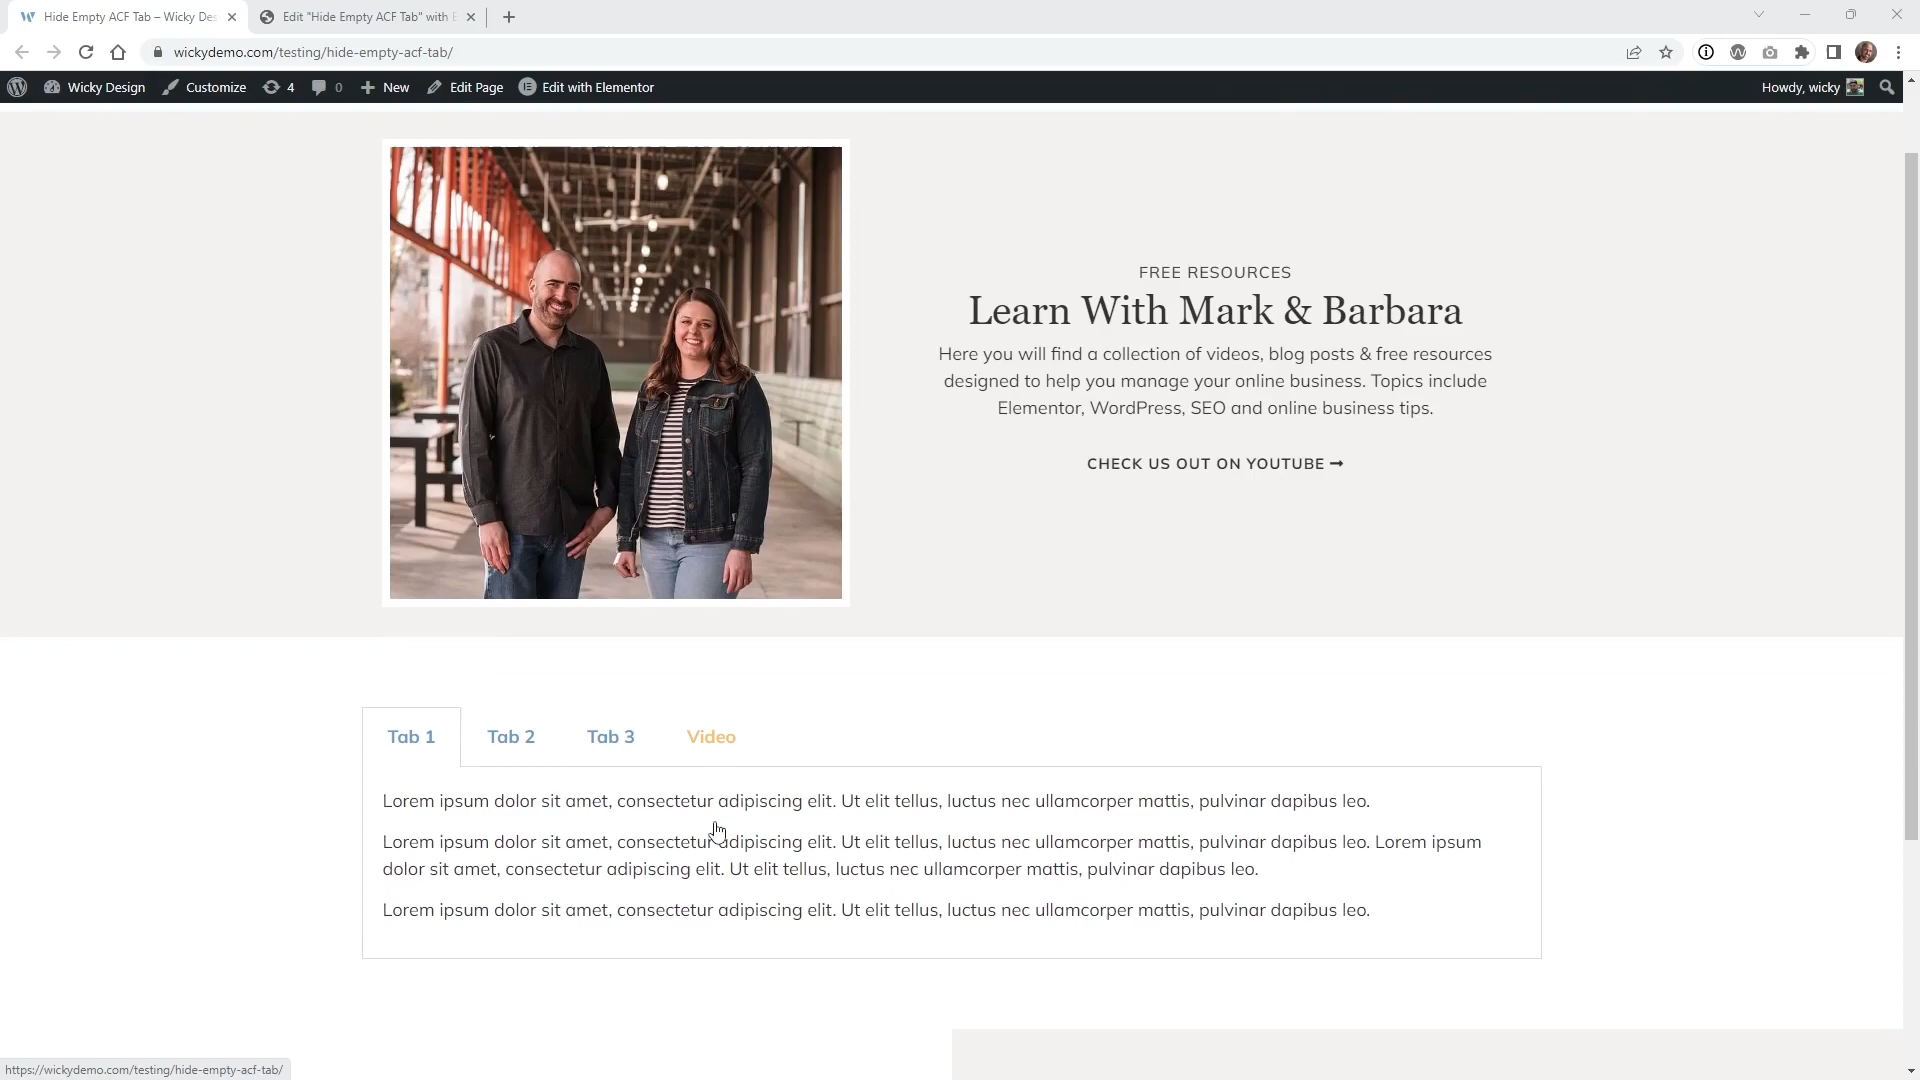 Hide Empty ACF Tab – Wicky Des
Edit "Hide Empty ACF Tab" with E
wickydemo.com/testing/hide-empty-acf-tab/
Wicky Design
Customize
4
0
New
Edit Page
Edit with Elementor
Howdy, wicky
FREE RESOURCES
Learn With Mark & Barbara
Here you will find a collection of videos, blog posts & free resources
designed to help you manage your online business. Topics include
Elementor, WordPress, SEO and online business tips.
CHECK US OUT ON YOUTUBE ➞
Tab 1
Tab 2
Tab 3
Video
Lorem ipsum dolor sit amet, consectetur adipiscing elit. Ut elit tellus, luctus nec ullamcorper mattis, pulvinar dapibus leo.
Lorem ipsum dolor sit amet, consectetur adipiscing elit. Ut elit tellus, luctus nec ullamcorper mattis, pulvinar dapibus leo. Lorem ipsum
dolor sit amet, consectetur adipiscing elit. Ut elit tellus, luctus nec ullamcorper mattis, pulvinar dapibus leo.
Lorem ipsum dolor sit amet, consectetur adipiscing elit. Ut elit tellus, luctus nec ullamcorper mattis, pulvinar dapibus leo.
https://wickydemo.com/testing/hide-empty-acf-tab/